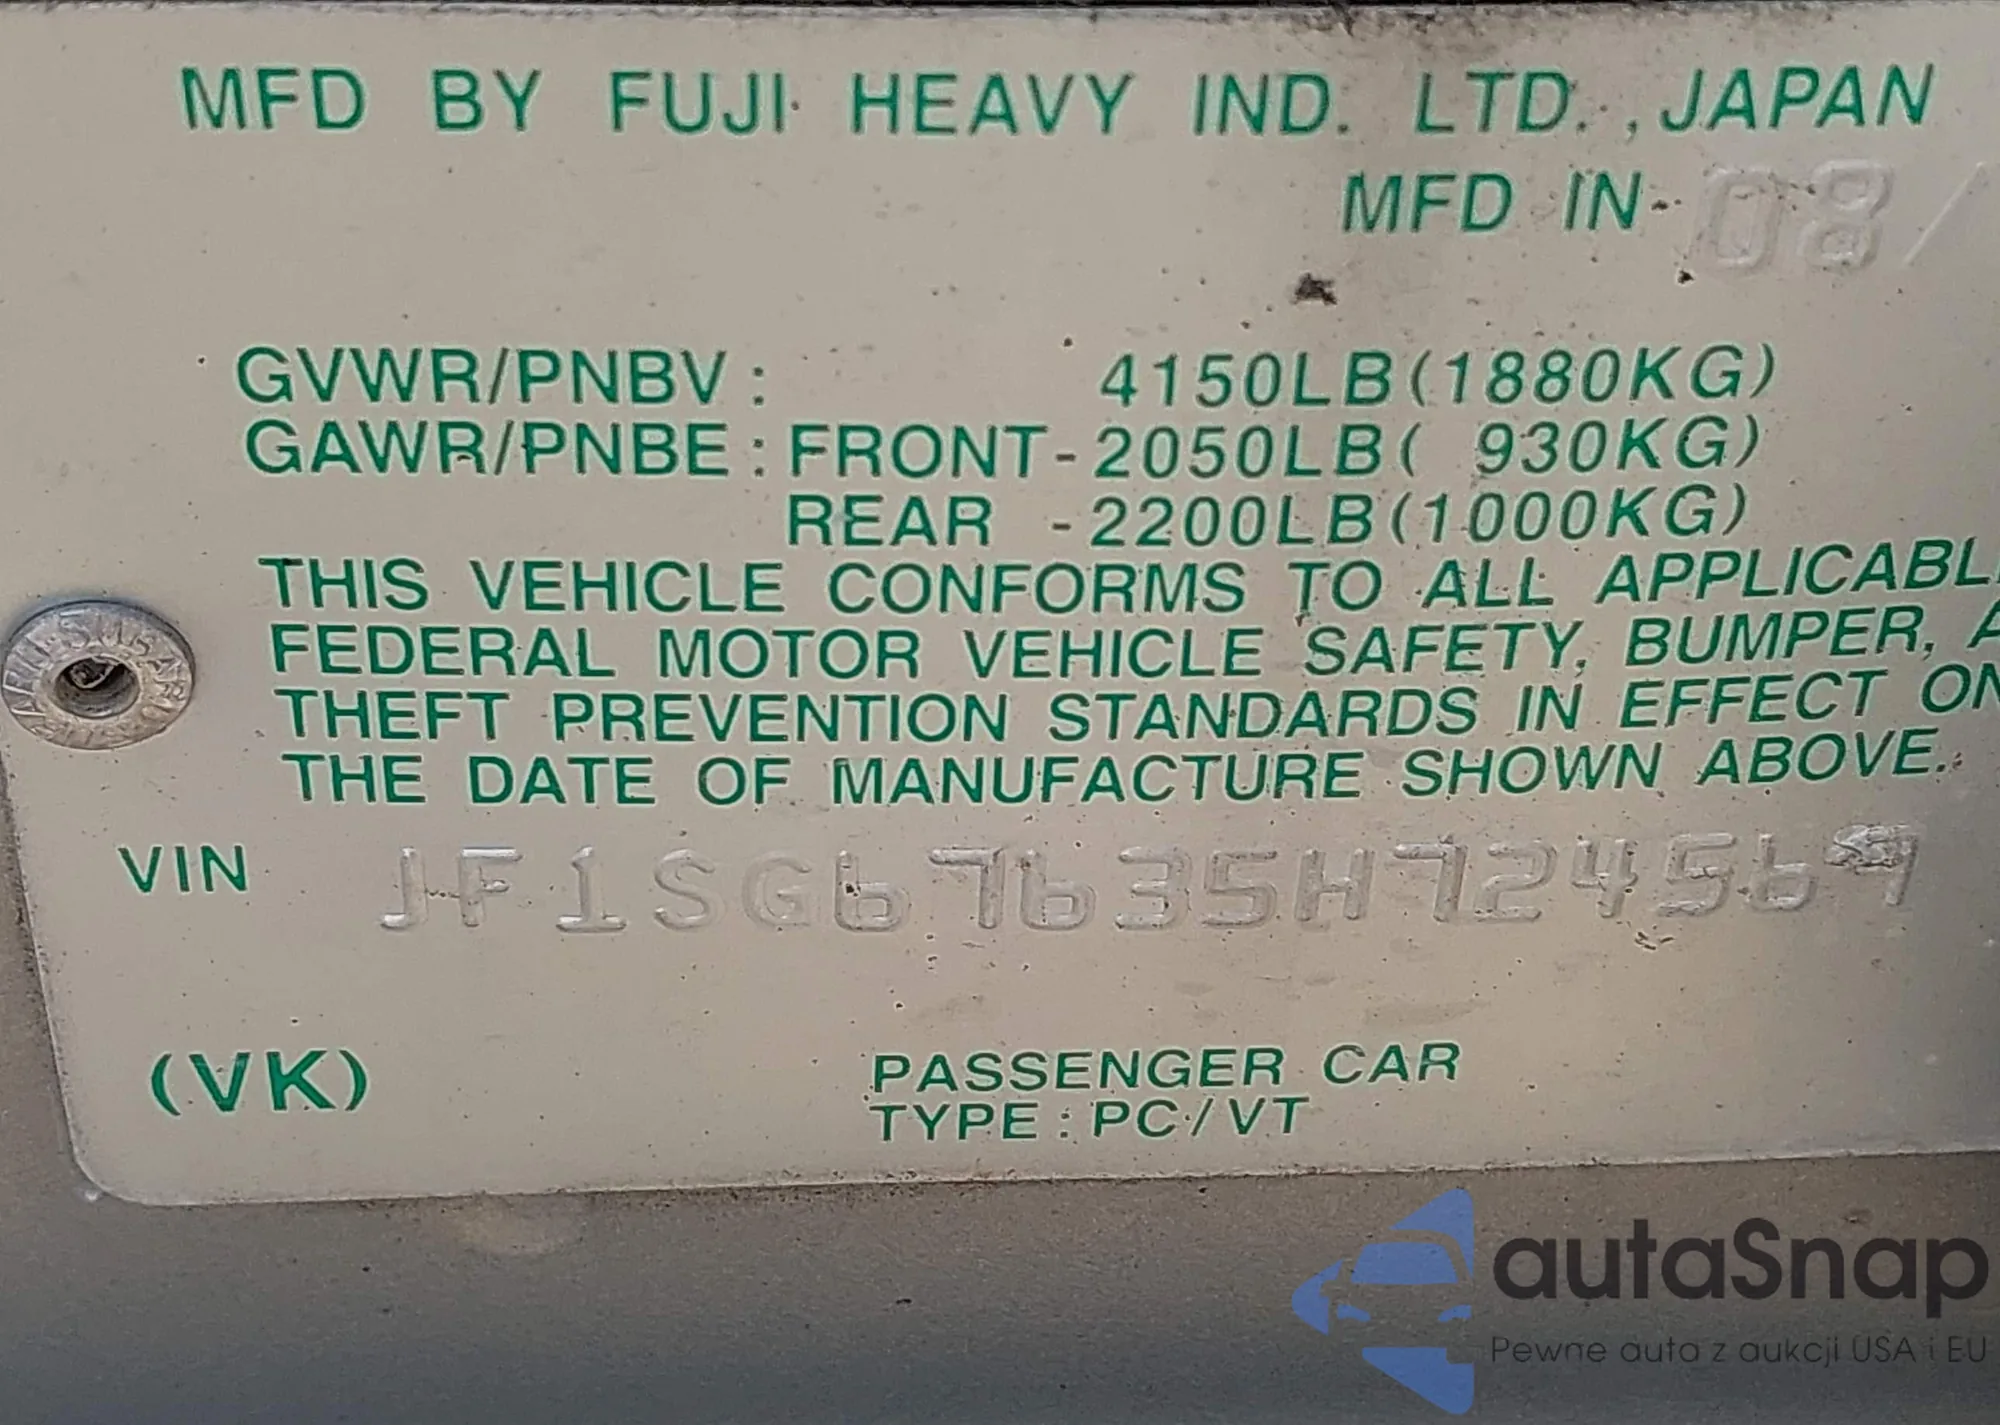 MFD BY FUJI HEAVY IND. LTD., JAPAN
MFD IN 08/
GVWR/PNBV: 4150LB(1880KG)
GAWR/PNBE: FRONT-2050LB( 930KG)
REAR -2200LB(1000KG)
THIS VEHICLE CONFORMS TO ALL APPLICABL
FEDERAL MOTOR VEHICLE SAFETY, BUMPER, A
THEFT PREVENTION STANDARDS IN EFFECT ON
THE DATE OF MANUFACTURE SHOWN ABOVE.
VIN JF1SG67635H724569
(VK)
PASSENGER CAR
TYPE: PC/VT
autaSnap
Pewne auta z aukcji USA i EU